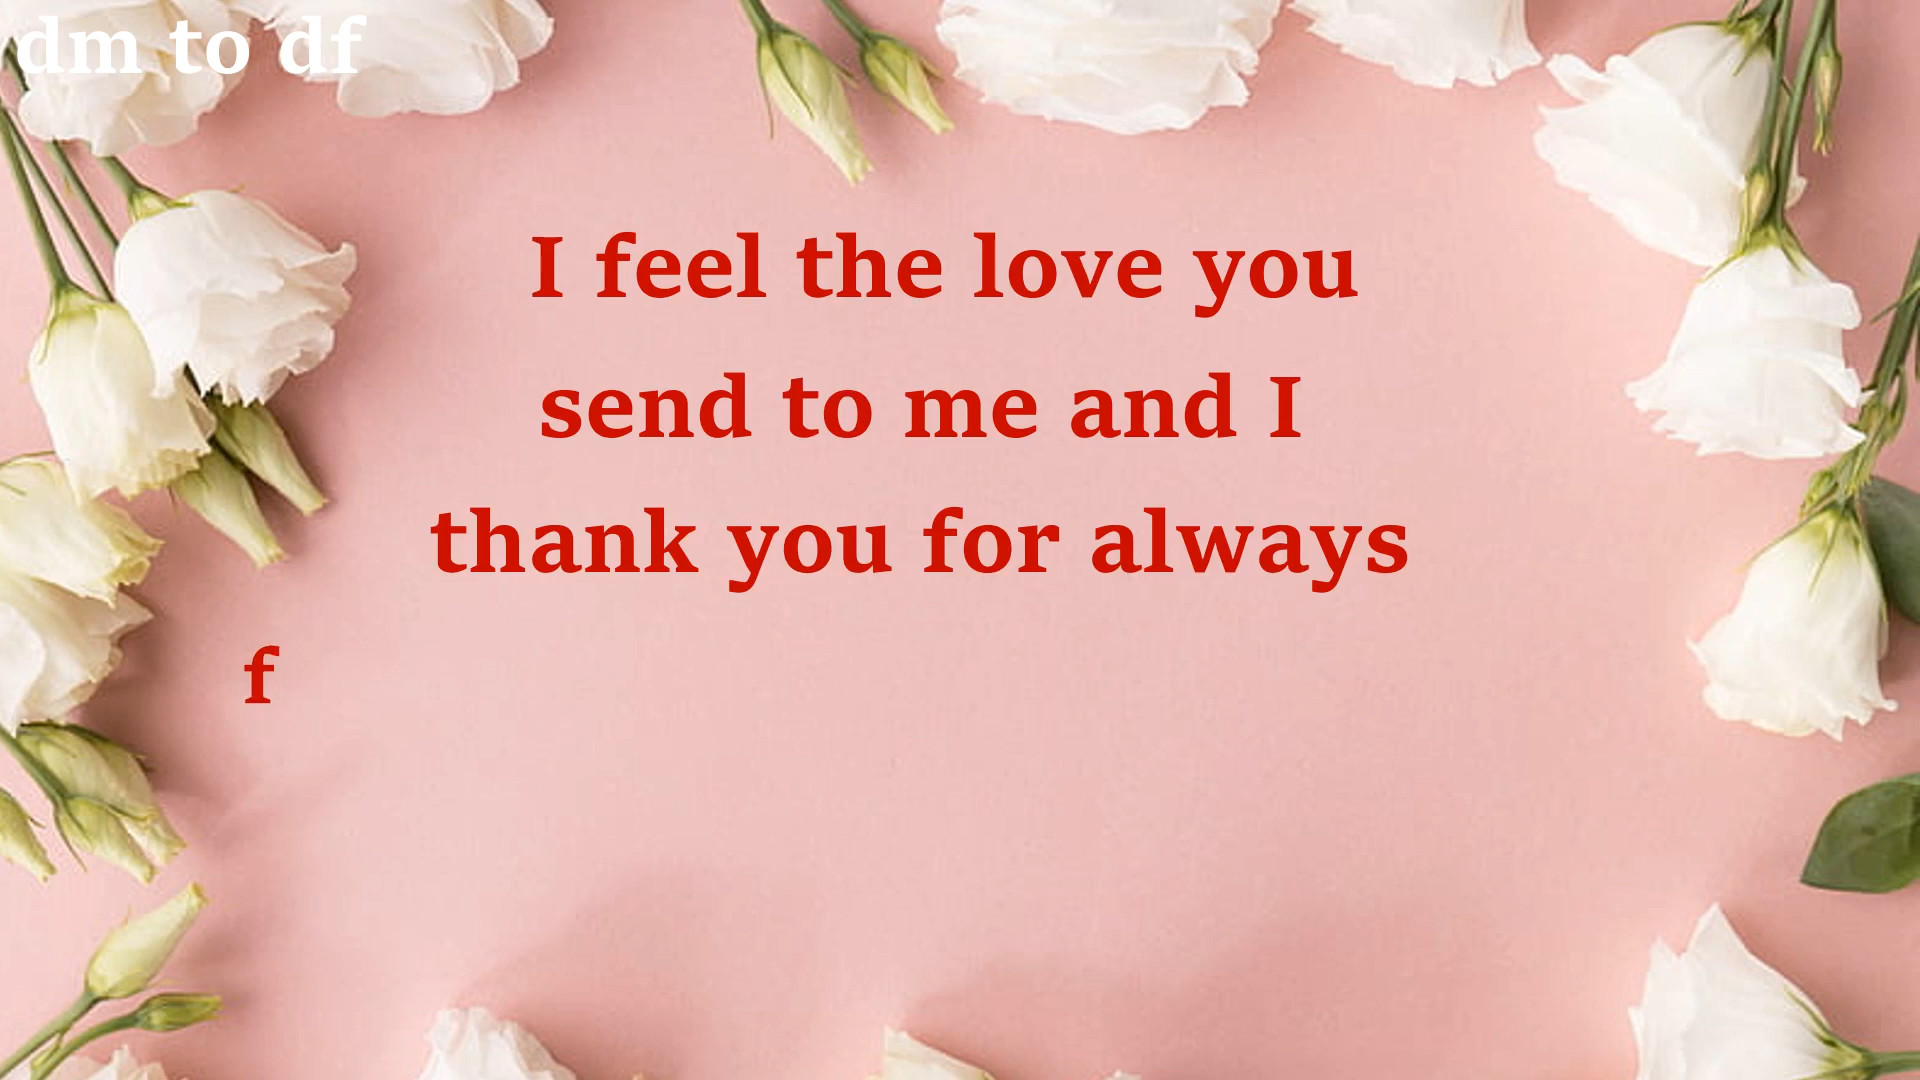 dm to df
I feel the love you
send to me and I
thank you for always
f